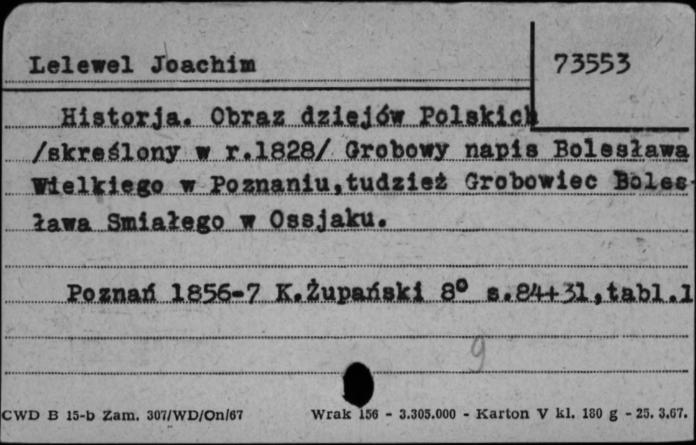 Lelewel Joachim
73553
Historja. Obraz dziejów Polskich
/skreślony w r.1828/ Grobowy napis Bolesława
Wielkiego w Poznaniu,tudzież Grobowiec Boles-
ława Smiałego w Ossjaku.
Poznań 1856-7 K.Żupański 8° s.84+31,tabl.1
9
CWD B 15-b Zam. 307/WD/On/67 Wrak 156 - 3.305.000 - Karton V kl. 180 g - 25. 3.67.